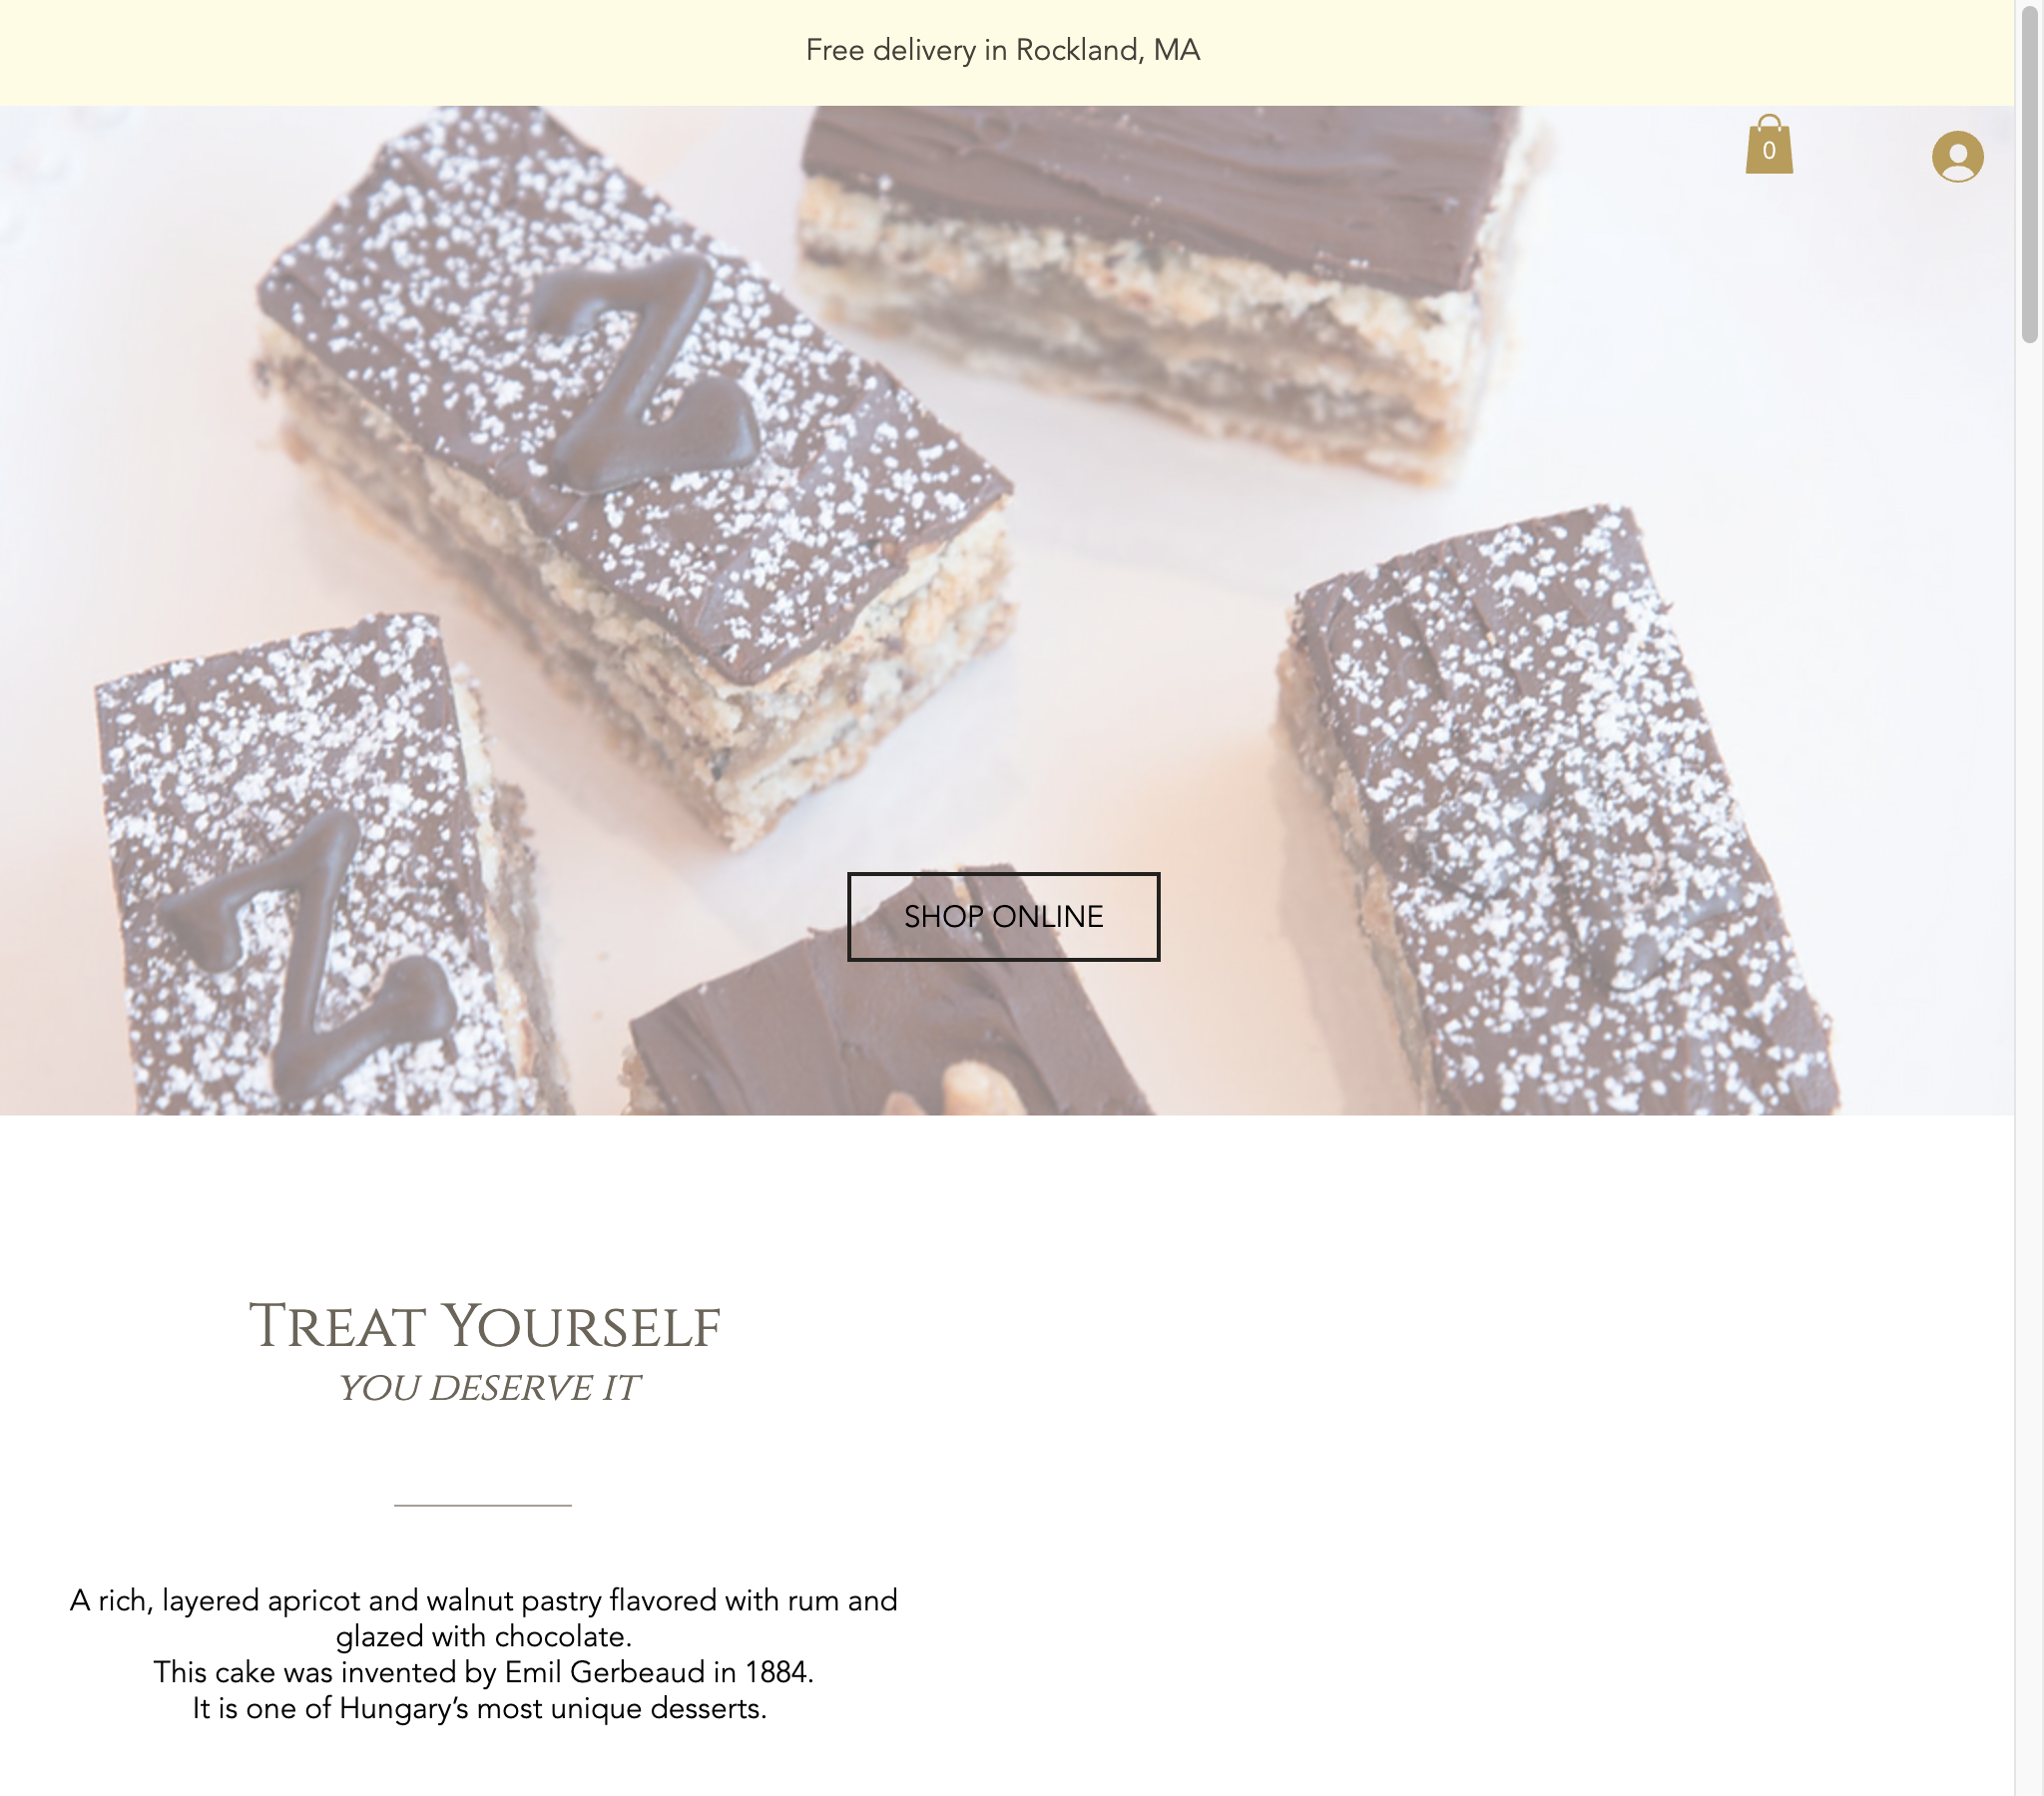 Free delivery in Rockland, MA
0
Z
Z
SHOP ONLINE
TREAT YOURSELF
YOU DESERVE IT
A rich, layered apricot and walnut pastry flavored with rum and
glazed with chocolate.
This cake was invented by Emil Gerbeaud in 1884.
It is one of Hungary’s most unique desserts.